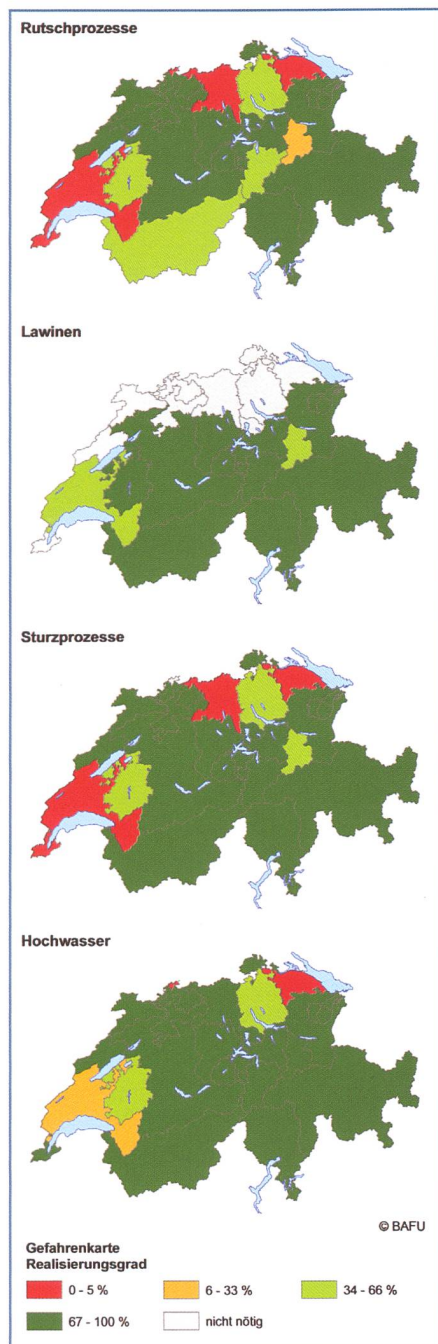 Rutschprozesse
Lawinen
Sturzprozesse
Hochwasser
© BAFU
Gefahrenkarte
Realisierungsgrad
0 - 5 %
6 - 33 %
34 - 66 %
67 - 100 %
nicht nötig